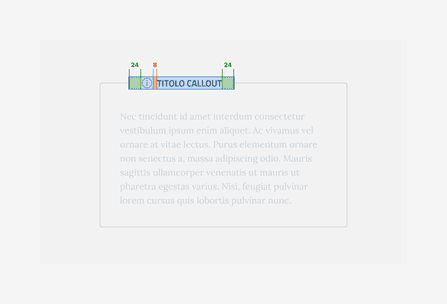 24 8 24
TITOLO CALLOUT
Nec tincidunt id amet interdum consectetur
vestibulum ipsum enim aliquet. Ac vivamus vel
ornare at vitae lectus. Purus elementum ornare
non senectus a, massa adipiscing odio. Mauris
sagittis ullamcorper venenatis ut mauris ut
pharetra egestas varius. Nisi, feugiat pulvinar
lorem cursus quis lobortis pulvinar nunc.